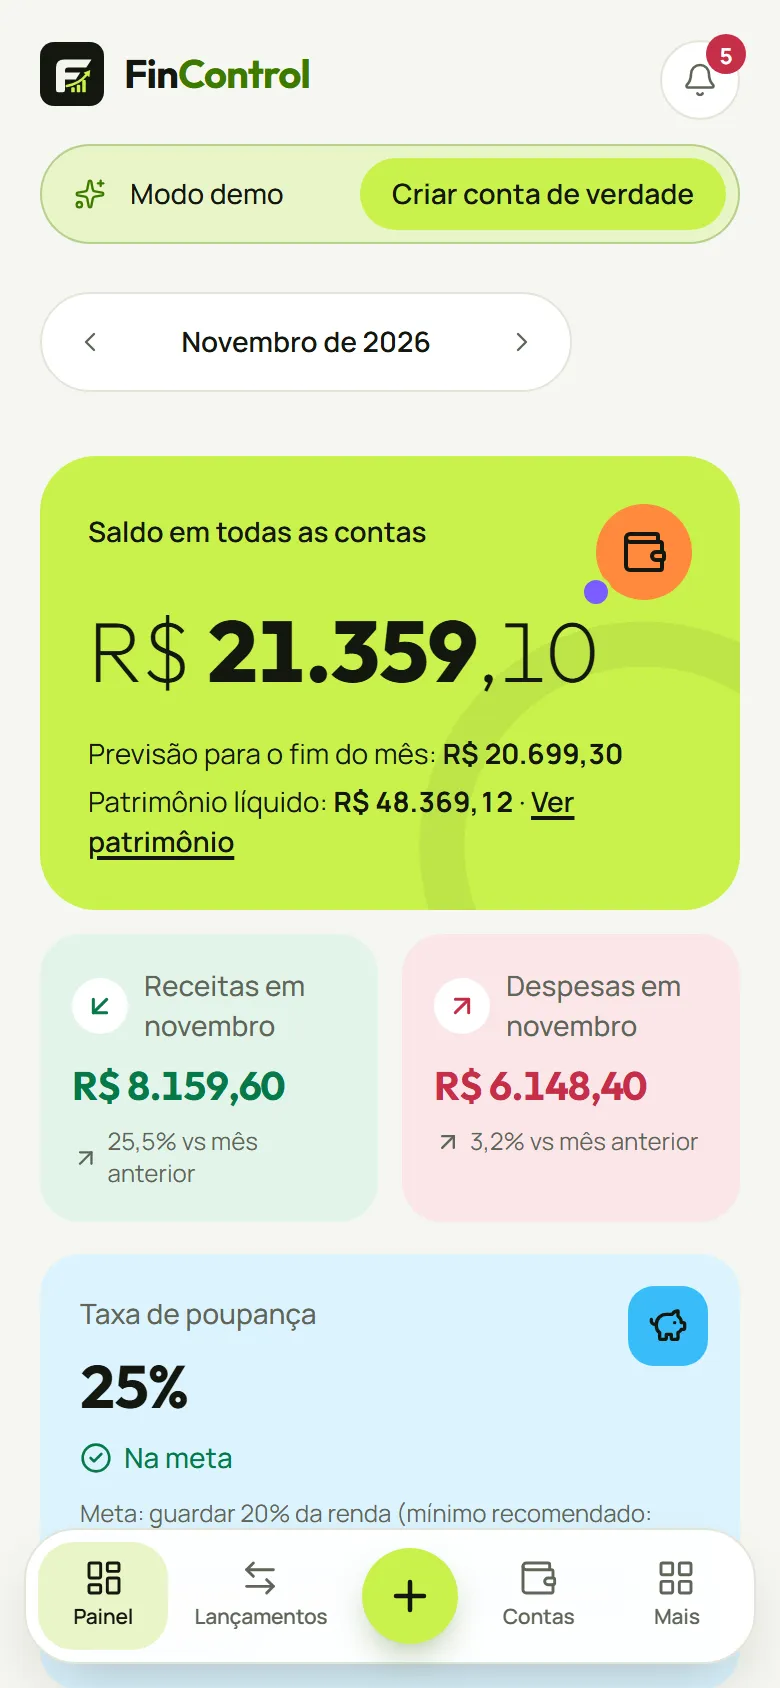 FinControl
5
Modo demo
Criar conta de verdade
Novembro de 2026
Saldo em todas as contas
R$ 21.359,10
Previsão para o fim do mês: R$ 20.699,30
Patrimônio líquido: R$ 48.369,12 · Ver
patrimônio
Receitas em
novembro
R$ 8.159,60
25,5% vs mês
anterior
Despesas em
novembro
R$ 6.148,40
3,2% vs mês anterior
Taxa de poupança
25%
Na meta
Meta: guardar 20% da renda (mínimo recomendado:
Painel
Lançamentos
Contas
Mais